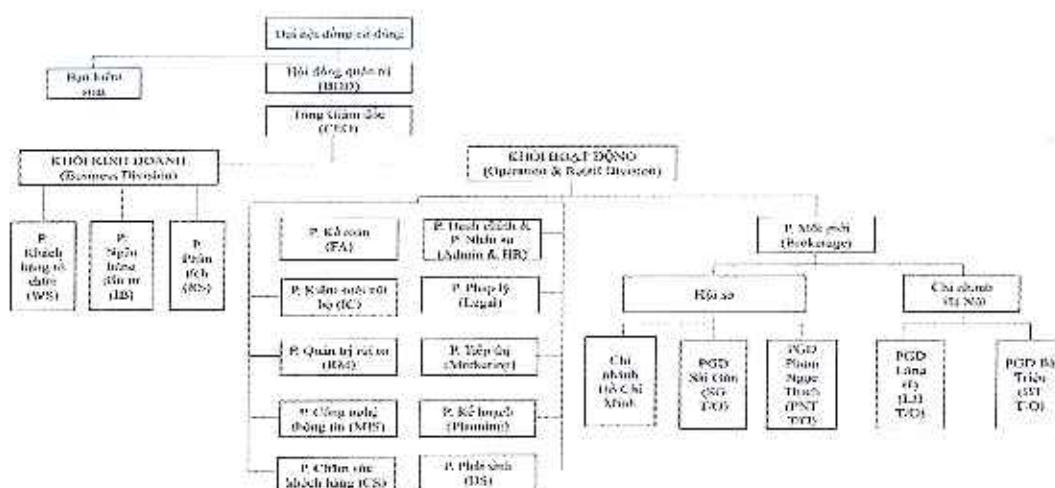 Đại hội đồng cổ đông
Hội đồng quản trị
(BOD)
Ban kiểm
soát
Tổng Giám đốc
(CEO)
KHỐI KINH DOANH
(Business Division)
KHỐI HOẠT ĐỘNG
(Operation & Retail Division)
P.
Khách
hàng tổ
chức
(WS)
P.
Ngân
hàng
đầu tư
(IB)
P.
Phân
tích
(RS)
P. Kế toán
(FA)
P. Hành chính &
P. Nhân sự
(Admin & HR)
P. Môi giới
(Brokerage)
P. Kiểm soát nội
bộ (IC)
P. Pháp lý
(Legal)
Hội sở
Chi nhánh
Hà Nội
P. Quản trị rủi ro
(RM)
P. Tiếp thị
(Marketing)
Chi
nhánh
Hồ Chí
Minh
PGD
Sài Gòn
(SG
T/O)
PGD
Phạm
Ngọc
Thạch
(PNT
T/O)
PGD
Láng
T/O)
PGD Bà
Triệu
T/O)
P. Công nghệ
thông tin (MIS)
P. Kế hoạch
(Planning)
P. Chăm sóc
khách hàng (CS)
P. Phái sinh
(DS)